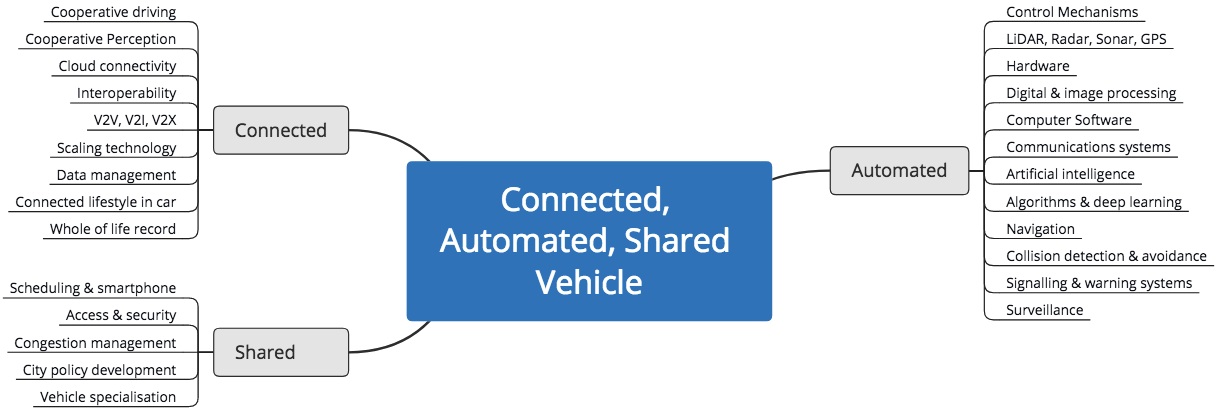 Cooperative driving
Cooperative Perception
Cloud connectivity
Interoperability
V2V, V2I, V2X
Scaling technology
Data management
Connected lifestyle in car
Whole of life record
Connected
Scheduling & smartphone
Access & security
Congestion management
City policy development
Vehicle specialisation
Shared
Connected,
Automated, Shared
Vehicle
Automated
Control Mechanisms
LiDAR, Radar, Sonar, GPS
Hardware
Digital & image processing
Computer Software
Communications systems
Artificial intelligence
Algorithms & deep learning
Navigation
Collision detection & avoidance
Signalling & warning systems
Surveillance